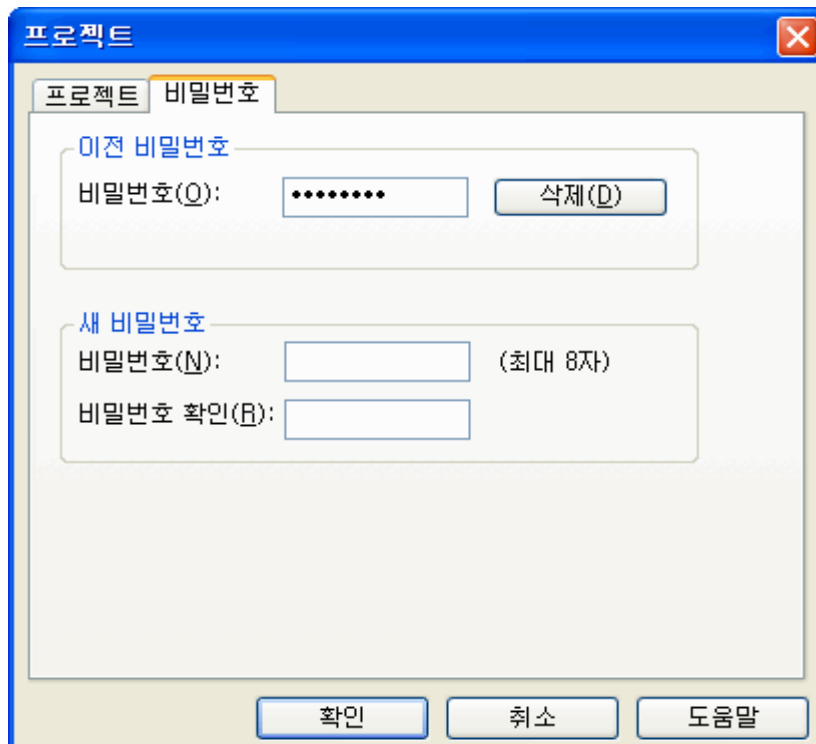 프로젝트
프로젝트 비밀번호
이전 비밀번호
비밀번호(O): •••••••• 삭제(D)
새 비밀번호
비밀번호(N): (최대 8자)
비밀번호 확인(R):
확인 취소 도움말